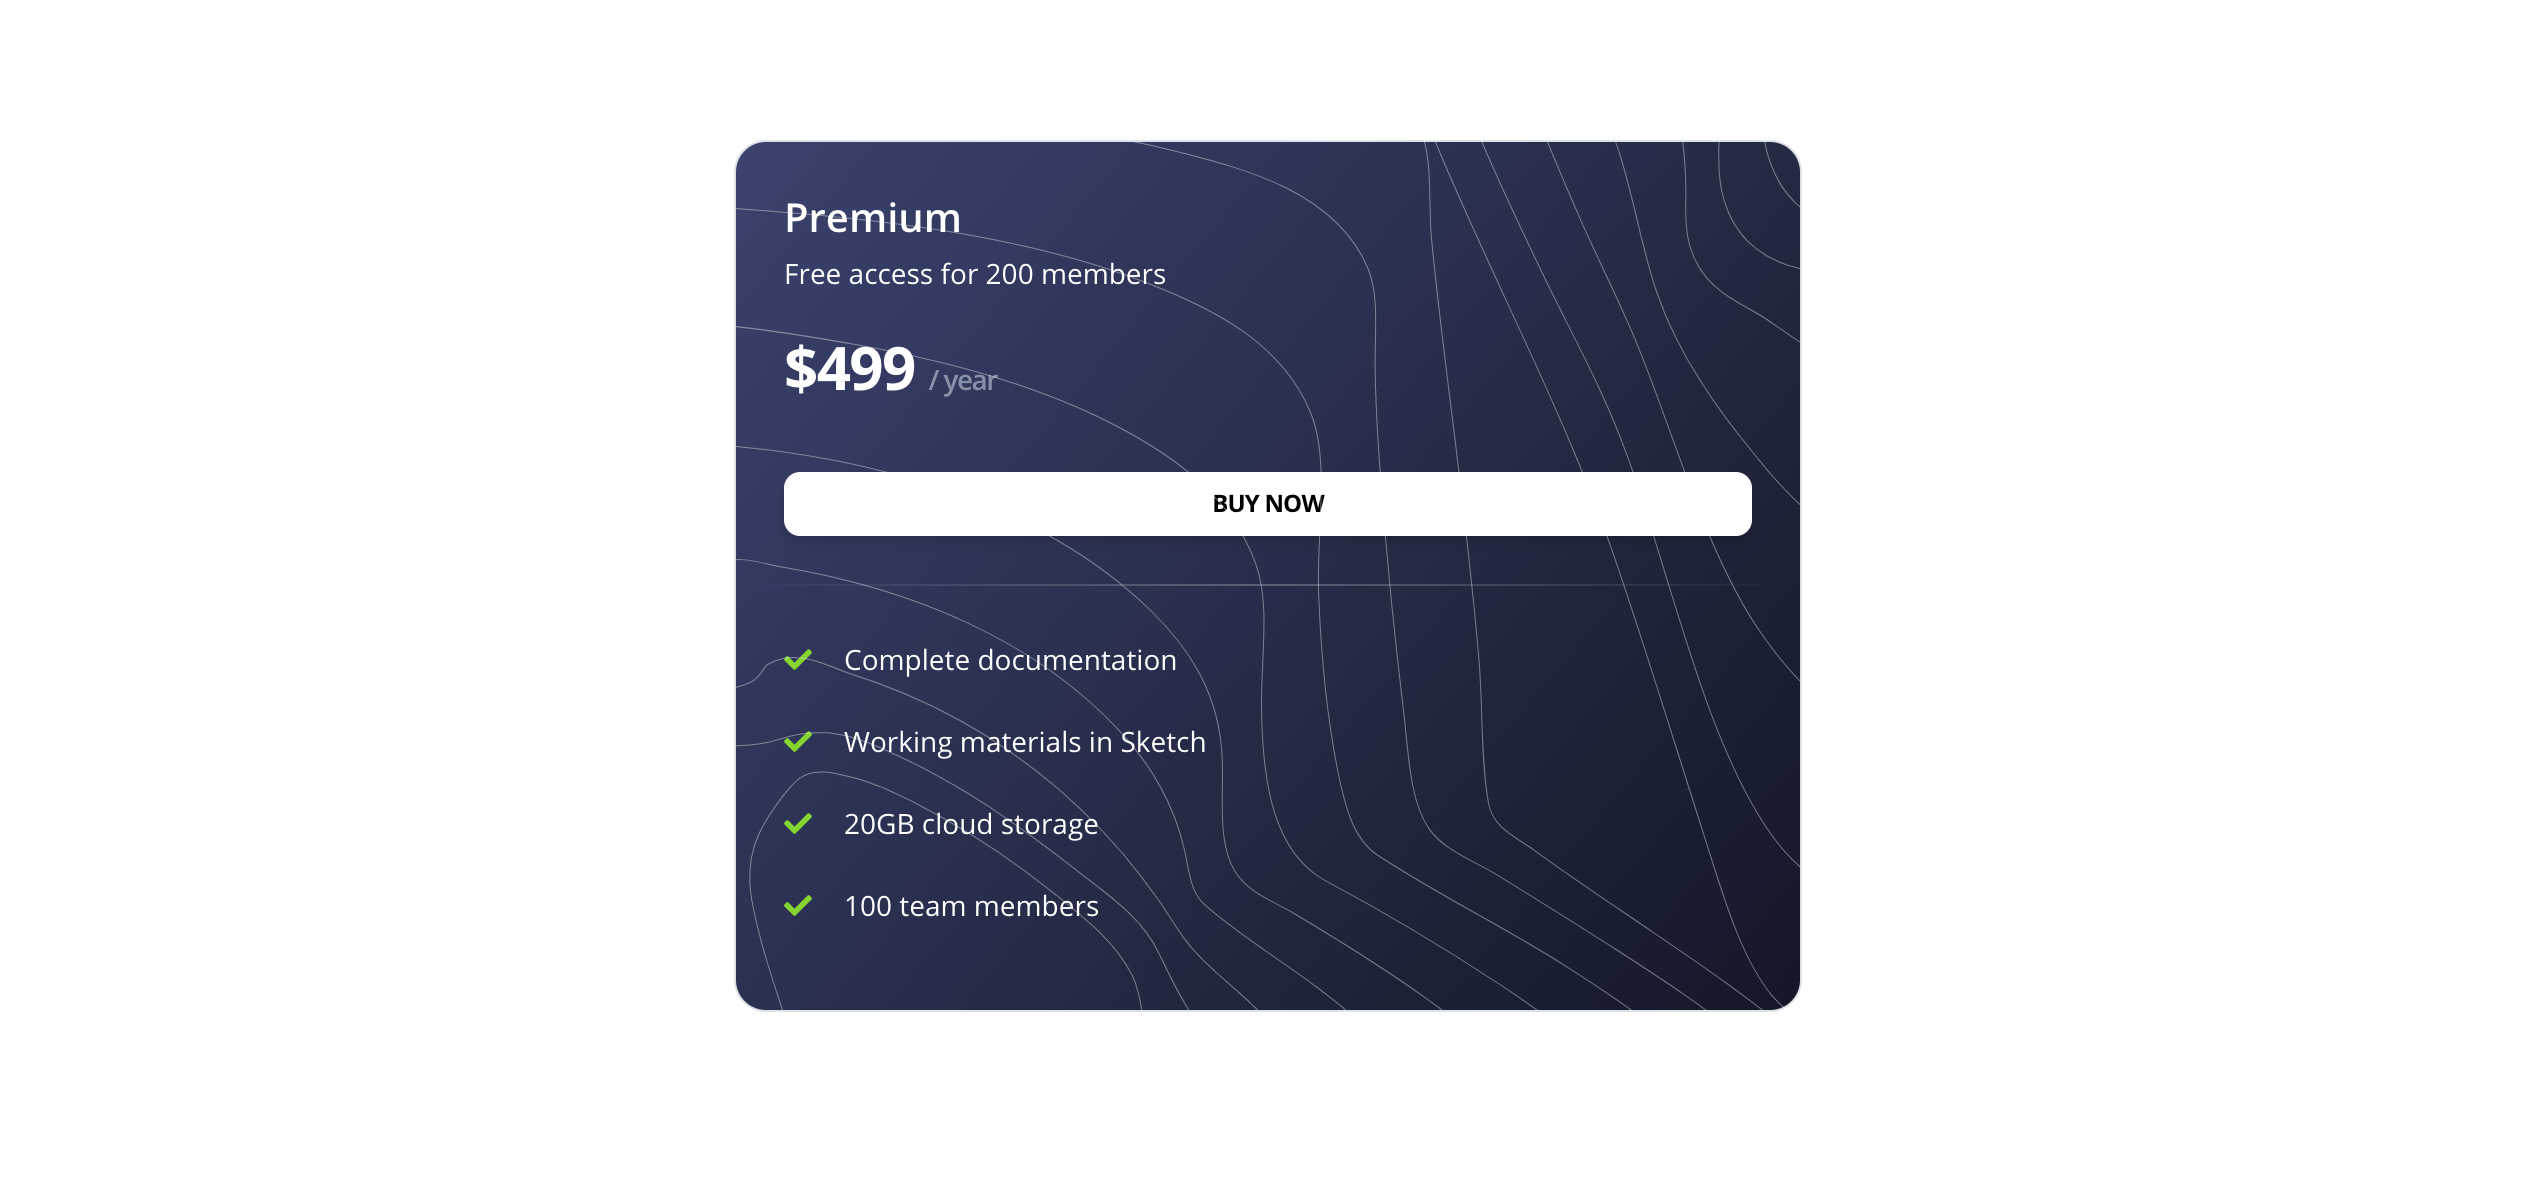 Premium
Free access for 200 members
$499 / year
BUY NOW
Complete documentation
Working materials in Sketch
20GB cloud storage
100 team members